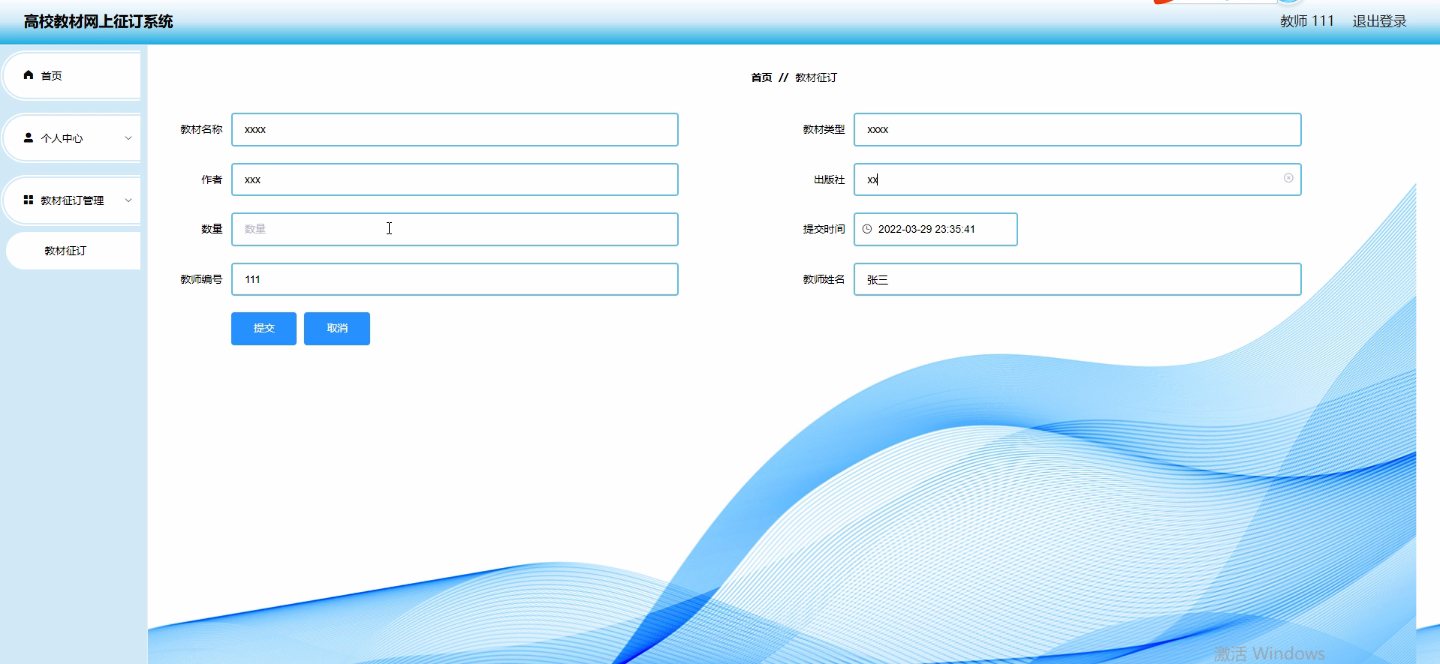 高校教材网上征订系统
教师 111 退出登录
首页
个人中心
教材征订管理
教材征订
首页 // 教材征订
教材名称 xxxx 教材类型 xxxx
作者 xxx 出版社 xx
数量 数量 提交时间 2022-03-29 23:35:41
教师编号 111 教师姓名 张三
提交 取消
激活 Windows